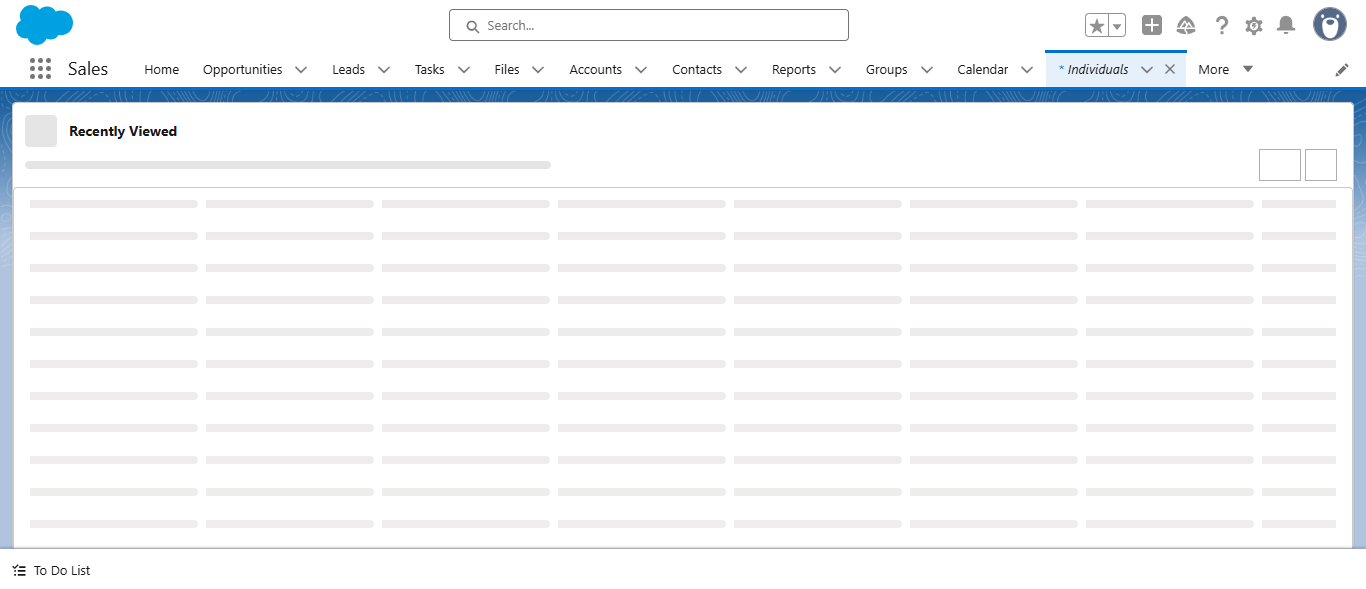 Search...
Sales
Home
Opportunities
Leads
Tasks
Files
Accounts
Contacts
Reports
Groups
Calendar
* Individuals
More
Recently Viewed
To Do List